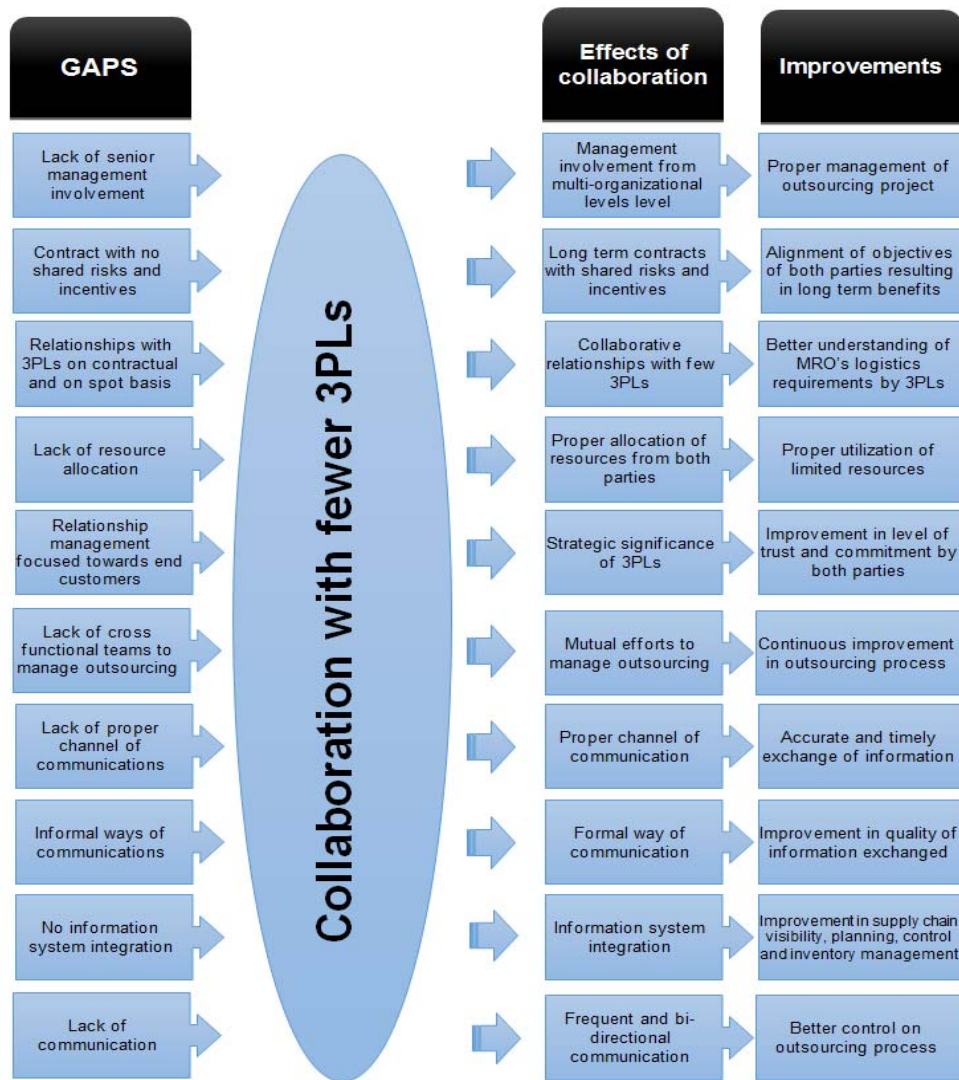 GAPS
Effects of
collaboration
Improvements
Lack of senior
management
involvement
Management
involvement from
multi-organizational
levels level
Proper management of
outsourcing project
Contract with no
shared risks and
incentives
Long term contracts
with shared risks and
incentives
Alignment of objectives
of both parties resulting
in long term benefits
Relationships with
3PLs on contractual
and on spot basis
Collaborative
relationships with few
3PLs
Better understanding of
MRO's logistics
requirements by 3PLs
Lack of resource
allocation
Proper allocation of
resources from both
parties
Proper utilization of
limited resources
Relationship
management
focused towards end
customers
Strategic significance
of 3PLs
Improvement in level of
trust and commitment by
both parties
Lack of cross
functional teams to
manage outsourcing
Mutual efforts to
manage outsourcing
Continuous improvement
in outsourcing process
Lack of proper
channel of
communications
Proper channel of
communication
Accurate and timely
exchange of information
Informal ways of
communications
Formal way of
communication
Improvement in quality of
information exchanged
No information
system integration
Information system
integration
Improvement in supply chain
visibility, planning, control
and inventory management
Lack of
communication
Frequent and bi-
directional
communication
Better control on
outsourcing process
Collaboration with fewer 3PLs